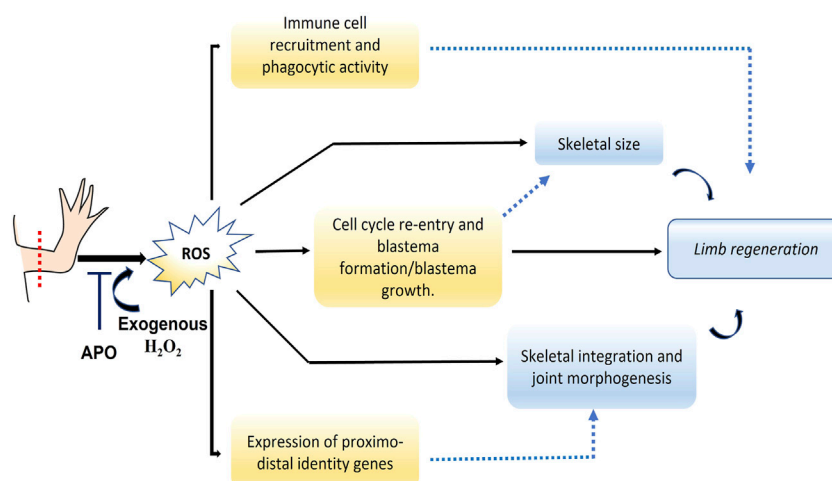 Immune cell
recruitment and
phagocytic activity
Skeletal size
ROS
Cell cycle re-entry and
blastema
formation/blastema
growth.
Limb regeneration
Exogenous
H₂O₂
APO
Skeletal integration and
joint morphogenesis
Expression of proximo-
distal identity genes